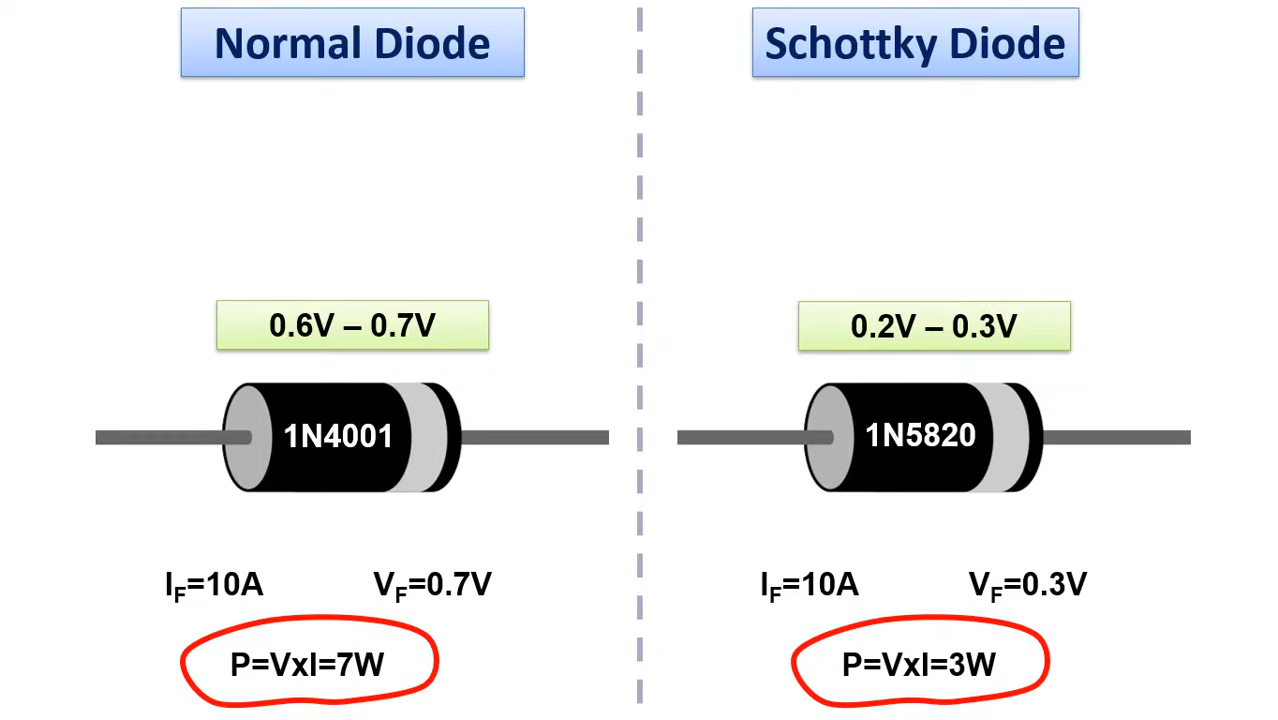 Normal Diode
Schottky Diode
0.6V – 0.7V
0.2V – 0.3V
1N4001
1N5820
IF=10A VF=0.7V
IF=10A VF=0.3V
P=VxI=7W
P=VxI=3W